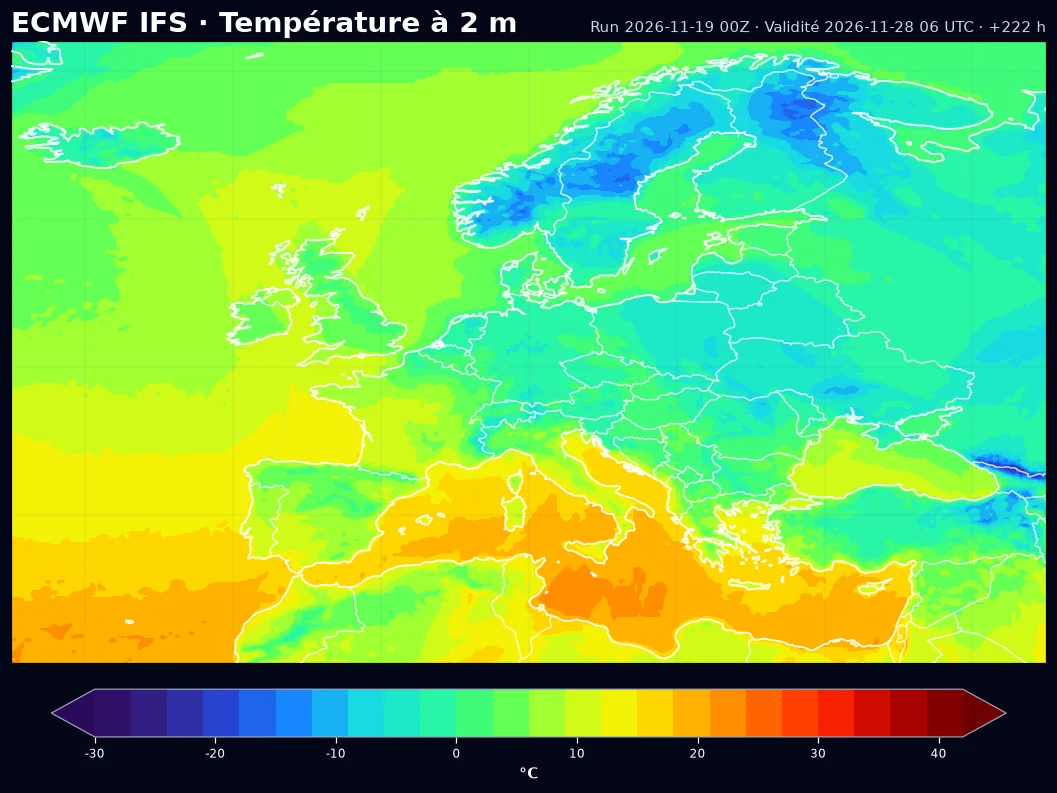 ECMWF IFS · Température à 2 m
Run 2026-11-19 00Z · Validité 2026-11-28 06 UTC · +222 h
-30 -20 -10 0 10 20 30 40
°C